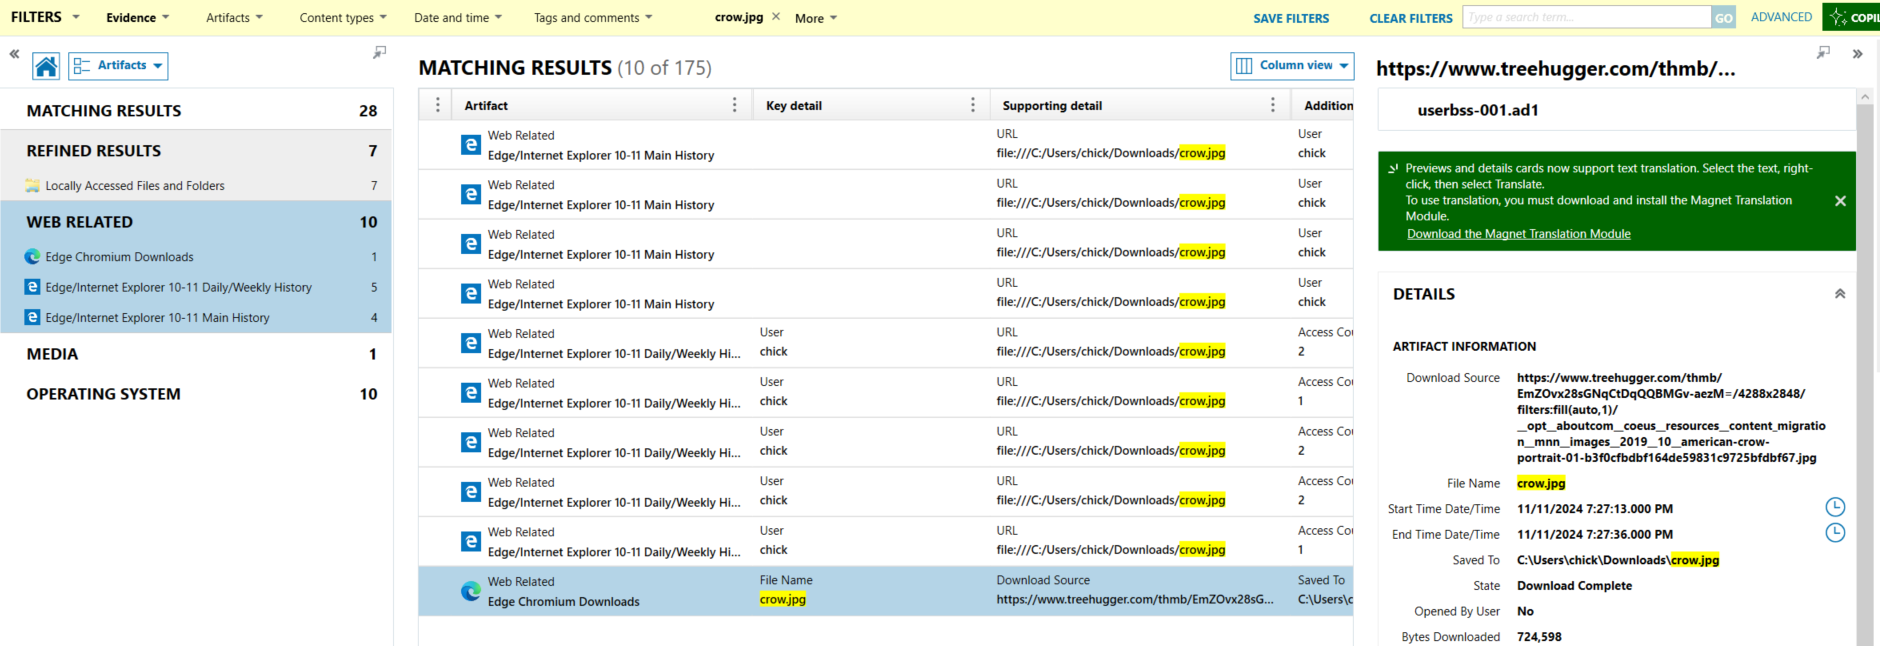 FILTERS Evidence Artifacts Content types Date and time Tags and comments crow.jpg × More SAVE FILTERS CLEAR FILTERS Type a search term... GO ADVANCED
Artifacts
MATCHING RESULTS 28
REFINED RESULTS 7
Locally Accessed Files and Folders 7
WEB RELATED 10
Edge Chromium Downloads 1
Edge/Internet Explorer 10-11 Daily/Weekly History 5
Edge/Internet Explorer 10-11 Main History 4
MEDIA 1
OPERATING SYSTEM 10
MATCHING RESULTS (10 of 175) Column view
Artifact Key detail Supporting detail Addition
Web Related URL User
Edge/Internet Explorer 10-11 Main History file:///C:/Users/chick/Downloads/crow.jpg chick
Web Related URL User
Edge/Internet Explorer 10-11 Main History file:///C:/Users/chick/Downloads/crow.jpg chick
Web Related URL User
Edge/Internet Explorer 10-11 Main History file:///C:/Users/chick/Downloads/crow.jpg chick
Web Related URL User
Edge/Internet Explorer 10-11 Main History file:///C:/Users/chick/Downloads/crow.jpg chick
Web Related User URL Access Cou
Edge/Internet Explorer 10-11 Daily/Weekly Hi... chick file:///C:/Users/chick/Downloads/crow.jpg 2
Web Related User URL Access Cou
Edge/Internet Explorer 10-11 Daily/Weekly Hi... chick file:///C:/Users/chick/Downloads/crow.jpg 1
Web Related User URL Access Cou
Edge/Internet Explorer 10-11 Daily/Weekly Hi... chick file:///C:/Users/chick/Downloads/crow.jpg 2
Web Related User URL Access Cou
Edge/Internet Explorer 10-11 Daily/Weekly Hi... chick file:///C:/Users/chick/Downloads/crow.jpg 2
Web Related User URL Access Cou
Edge/Internet Explorer 10-11 Daily/Weekly Hi... chick file:///C:/Users/chick/Downloads/crow.jpg 1
Web Related File Name Download Source Saved To
Edge Chromium Downloads crow.jpg https://www.treehugger.com/thmb/EmZOvx28sG... C:\Users\c
https://www.treehugger.com/thmb/...
userbss-001.ad1
Previews and details cards now support text translation. Select the text, right-
click, then select Translate.
To use translation, you must download and install the Magnet Translation
Module.
Download the Magnet Translation Module
DETAILS
ARTIFACT INFORMATION
Download Source https://www.treehugger.com/thmb/
EmZOvx28sGNqCtDqQQBMGv-aezM=/4288x2848/
filters:fill(auto,1)/
__opt__aboutcom__coeus__resources__content_migratio
n__mnn__images__2019__10__american-crow-
portrait-01-b3f0cfbdbf164de59831c9725bfdbf67.jpg
File Name crow.jpg
Start Time Date/Time 11/11/2024 7:27:13.000 PM
End Time Date/Time 11/11/2024 7:27:36.000 PM
Saved To C:\Users\chick\Downloads\crow.jpg
State Download Complete
Opened By User No
Bytes Downloaded 724,598